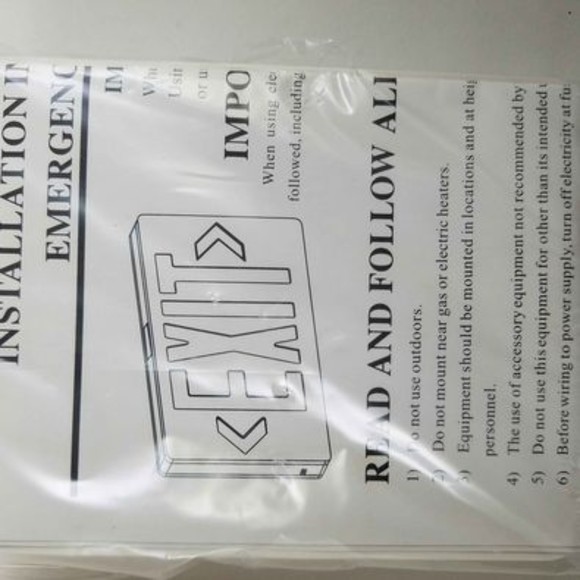 INSTALLATION
EMERGENC
IM
IMPO
When using
followed, including
EXIT
READ AND FOLLOW ALL
1) Do not use outdoors.
2) Do not mount near gas or electric heaters.
3) Equipment should be mounted in locations and at
personnel.
4) The use of accessory equipment not recommended by
5) Do not use this equipment for other than its intended
6) Before wiring to power supply, turn off electricity at